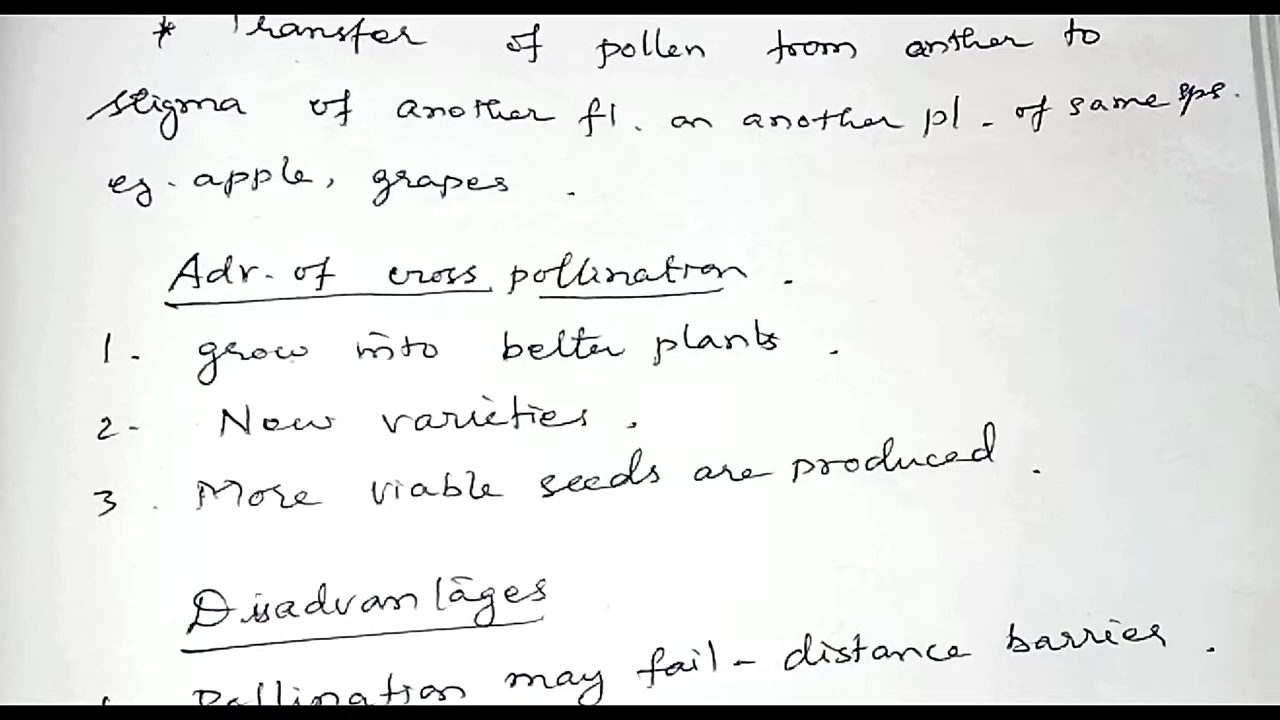 * Transfer of pollen from anther to
stigma of another fl. on another pl. of same sps.
eg. apple, grapes.
Adv. of cross pollination.
1. grow into better plants.
2- New varieties.
3. More viable seeds are produced.
Disadvantages
Pollination may fail - distance barrier.